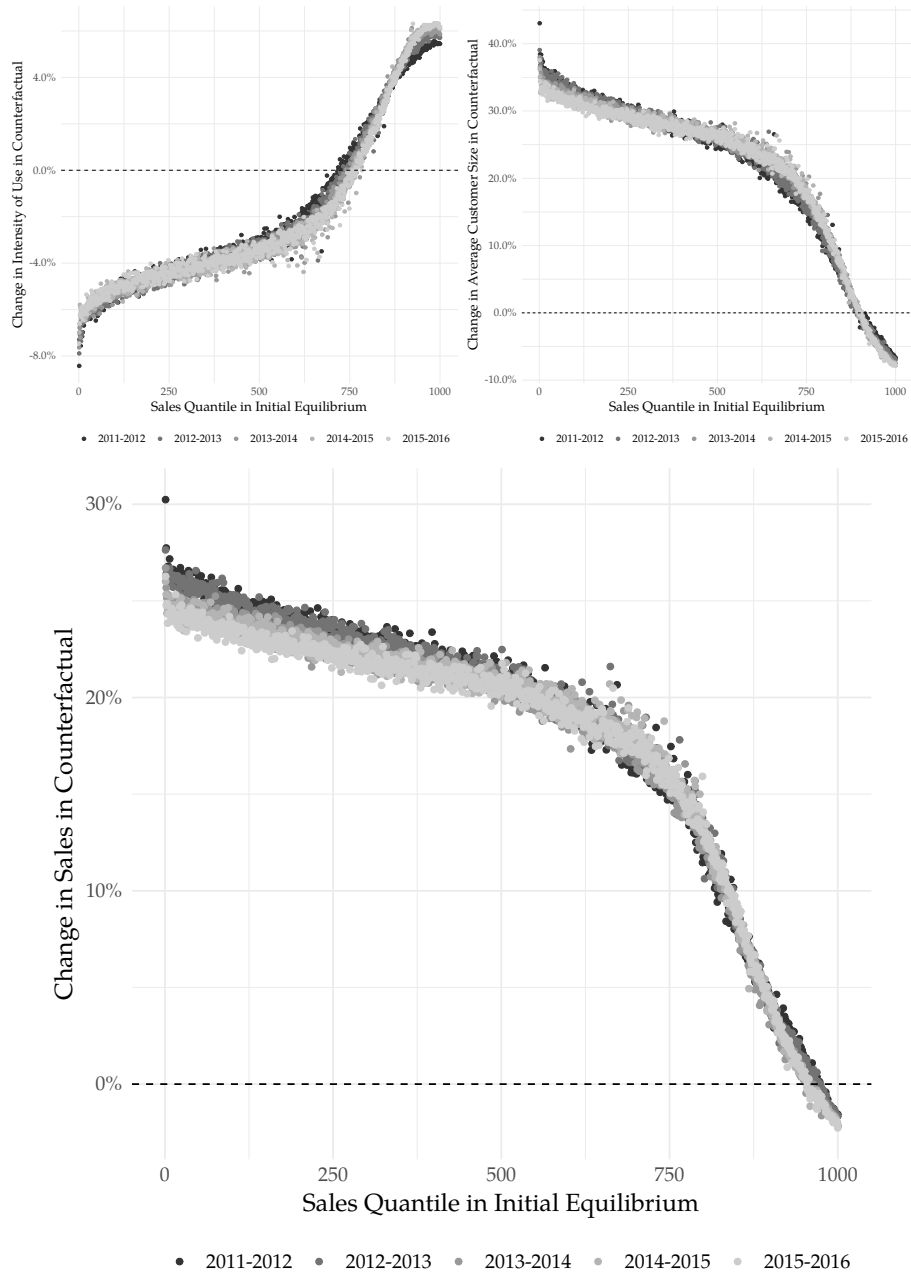 Change in Intensity of Use in Counterfactual
4.0%
0.0%
-4.0%
-8.0%
0 250 500 750 1000
Sales Quantile in Initial Equilibrium
2011-2012 2012-2013 2013-2014 2014-2015 2015-2016
Change in Average Customer Size in Counterfactual
40.0%
30.0%
20.0%
10.0%
0.0%
-10.0%
0 250 500 750 1000
Sales Quantile in Initial Equilibrium
2011-2012 2012-2013 2013-2014 2014-2015 2015-2016
Change in Sales in Counterfactual
30%
20%
10%
0%
0 250 500 750 1000
Sales Quantile in Initial Equilibrium
2011-2012 2012-2013 2013-2014 2014-2015 2015-2016